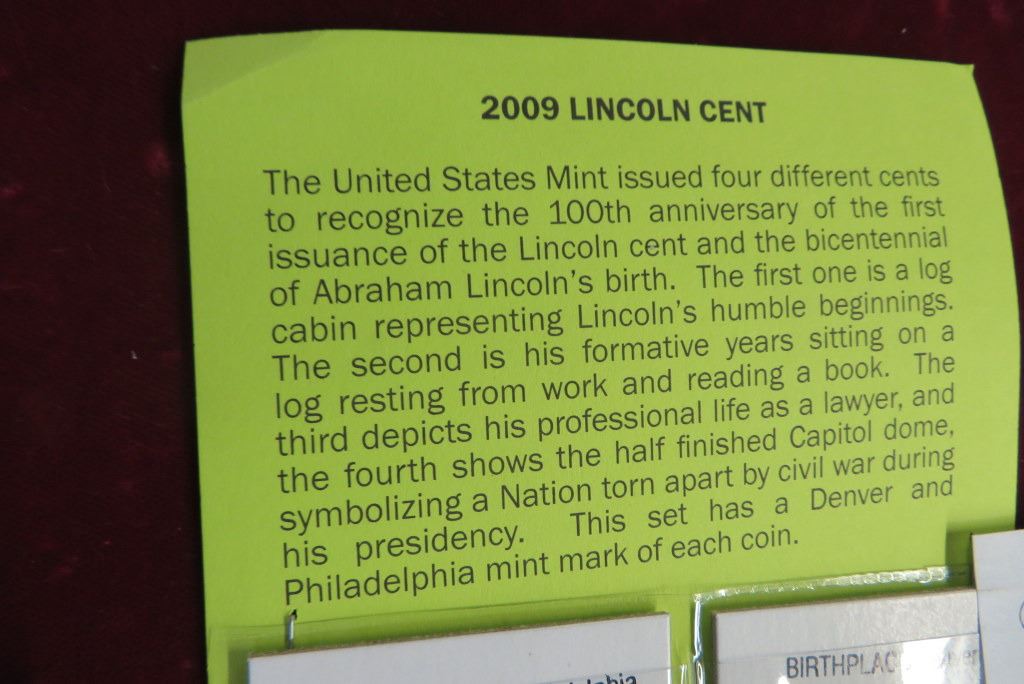 2009 LINCOLN CENT
The United States Mint issued four different cents
to recognize the 100th anniversary of the first
issuance of the Lincoln cent and the bicentennial
of Abraham Lincoln's birth. The first one is a log
cabin representing Lincoln's humble beginnings.
The second is his formative years sitting on a
log resting from work and reading a book. The
third depicts his professional life as a lawyer, and
the fourth shows the half finished Capitol dome,
symbolizing a Nation torn apart by civil war during
his presidency. This set has a Denver and
Philadelphia mint mark of each coin.